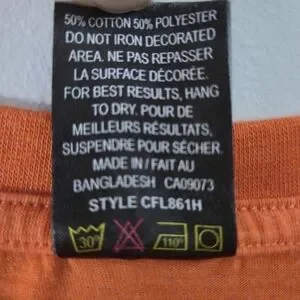 50% COTTON 50% POLYESTER
DO NOT IRON DECORATED
AREA. NE PAS REPASSER
LA SURFACE DÉCORÉE.
FOR BEST RESULTS, HANG
TO DRY. POUR DE
MEILLEURS RÉSULTATS,
SUSPENDRE POUR SÉCHER.
MADE IN / FAIT AU
BANGLADESH CA09073
STYLE CFL861H
30° 110°